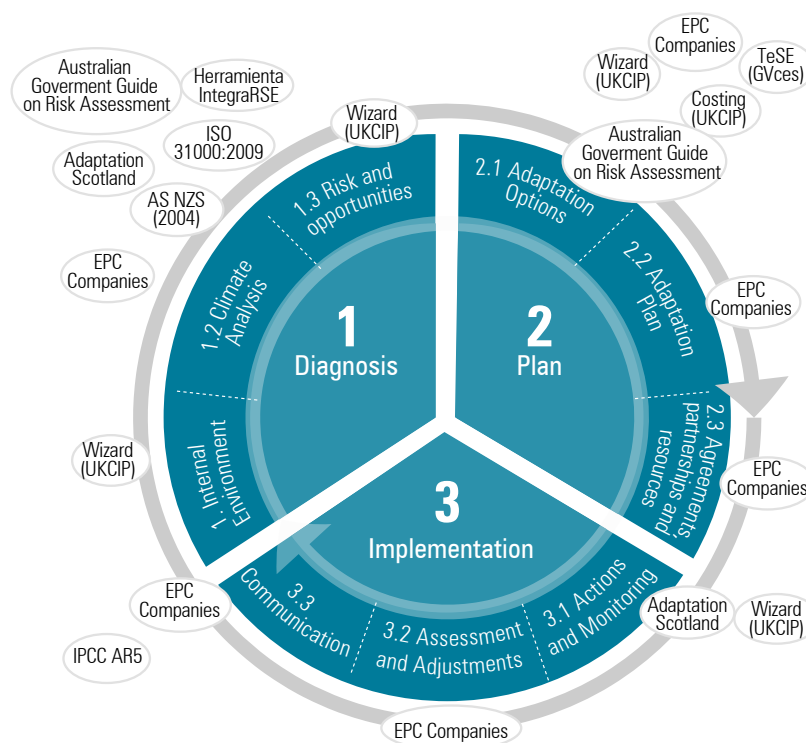 Australian
Goverment Guide
on Risk Assessment
Herramienta
IntegraRSE
ISO
31000:2009
Adaptation
Scotland
AS NZS
(2004)
EPC
Companies
Wizard
(UKCIP)
Wizard
(UKCIP)
EPC
Companies
Wizard
(UKCIP)
TeSE
(GVces)
Costing
(UKCIP)
Australian
Goverment Guide
on Risk Assessment
EPC
Companies
EPC
Companies
Adaptation
Scotland
Wizard
(UKCIP)
EPC Companies
EPC
Companies
IPCC AR5
1
Diagnosis
1. Internal
Environment
1.2 Climate
Analysis
1.3 Risk and
opportunities
2
Plan
2.1 Adaptation
Options
2.2 Adaptation
Plan
2.3 Agreements,
partnerships and
resources
3
Implementation
3.1 Actions
and Monitoring
3.2 Assessment
and Adjustments
3.3
Communication